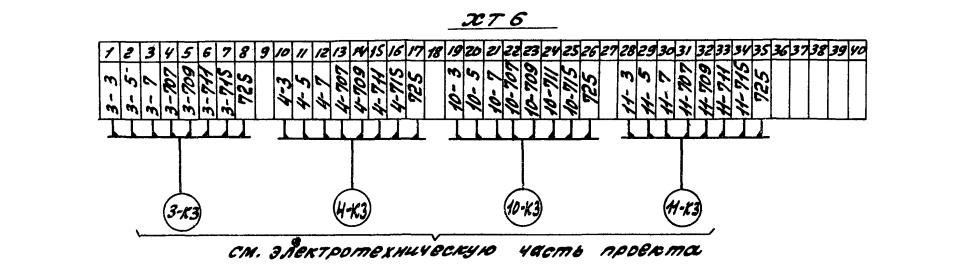 ХТ6
1 2 3 4 5 6 7 8 9 10 11 12 13 14 15 16 17 18 19 20 21 22 23 24 25 26 27 28 29 30 31 32 33 34 35 36 37 38 39 40
3-3 3-5 3-7 3-707 3-709 3-711 3-715 725 4-3 4-5 4-7 4-707 4-709 4-711 4-715 725 10-3 10-5 10-7 10-707 10-709 10-711 10-715 725 11-3 11-5 11-7 11-707 11-709 11-711 11-715 725
3-К3 4-К3 10-К3 11-К3
см. электротехническую часть проекта